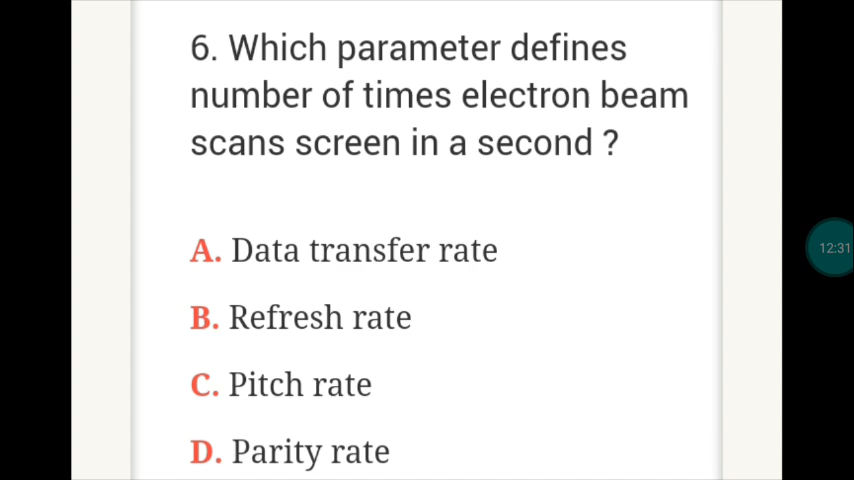 6. Which parameter defines
number of times electron beam
scans screen in a second ?
A. Data transfer rate
B. Refresh rate
C. Pitch rate
D. Parity rate
12:31